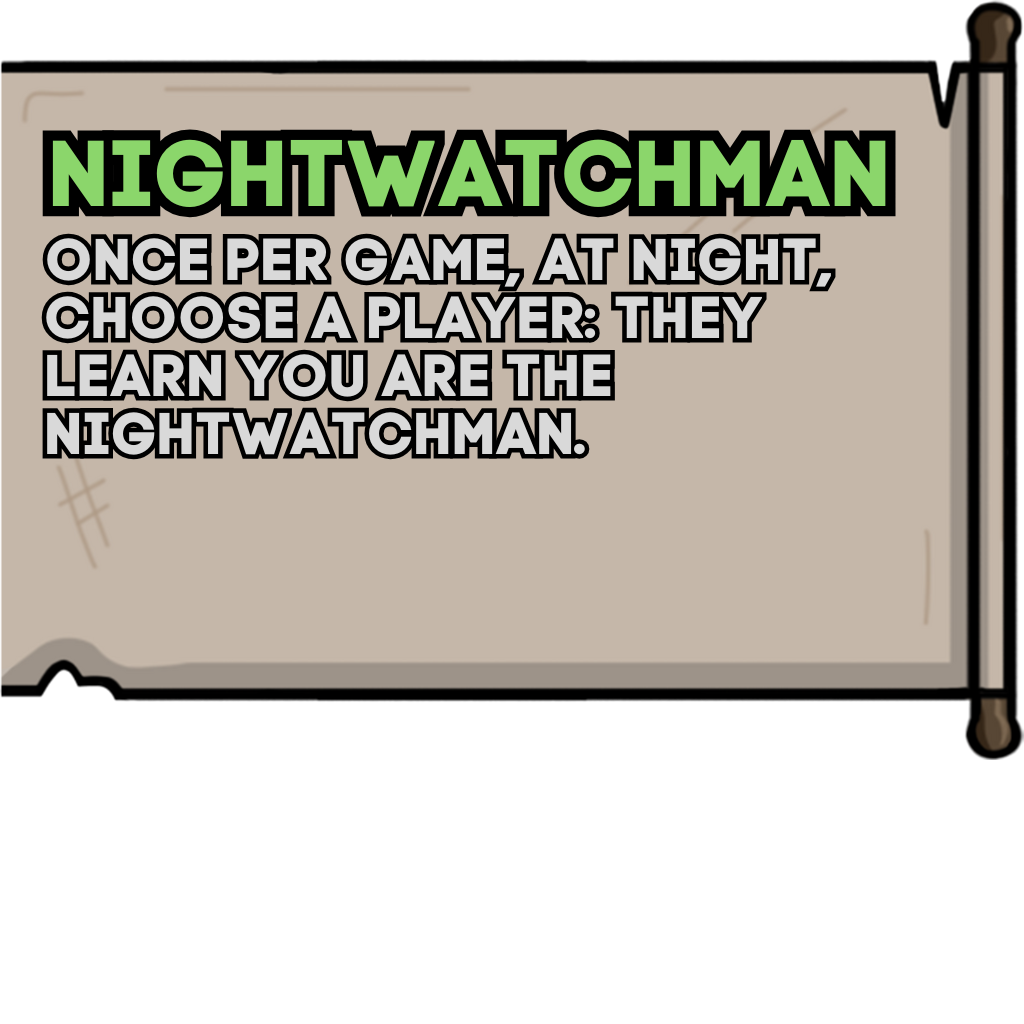 NIGHTWATCHMAN
ONCE PER GAME, AT NIGHT,
CHOOSE A PLAYER: THEY
LEARN YOU ARE THE
NIGHTWATCHMAN.